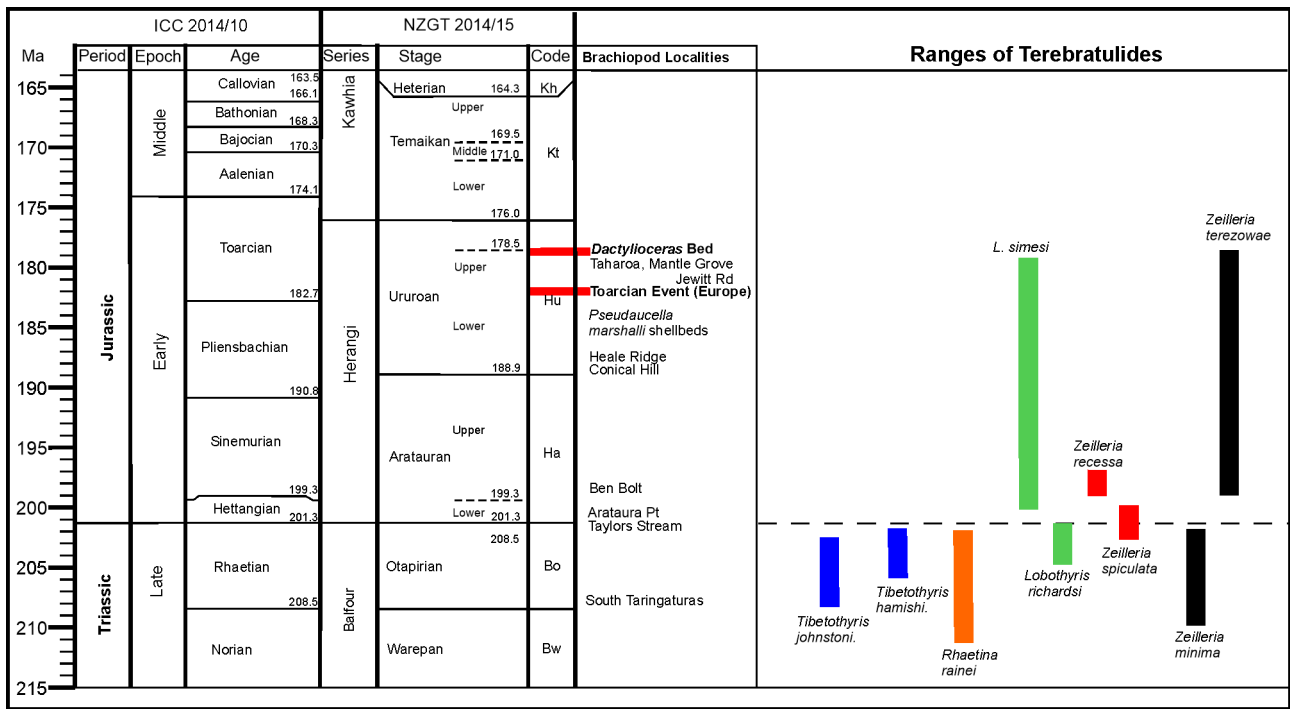 ICC 2014/10
NZGT 2014/15
Ma
Period
Epoch
Age
Series
Stage
Code
Brachiopod Localities
Ranges of Terebratulides
165
170
175
180
185
190
195
200
205
210
215
Jurassic
Triassic
Middle
Early
Late
Callovian
163.5
166.1
Bathonian
168.3
Bajocian
170.3
Aalenian
174.1
Toarcian
182.7
Pliensbachian
190.8
Sinemurian
199.3
Hettangian
201.3
Rhaetian
208.5
Norian
Kawhia
Herangi
Balfour
Heterian
164.3
Upper
Temaikan
169.5
Middle
171.0
Lower
176.0
178.5
Upper
Ururoan
Lower
188.9
Upper
Aratauran
199.3
Lower
201.3
208.5
Otapirian
Warepan
Kh
Kt
Hu
Ha
Bo
Bw
Dactylioceras Bed
Taharoa, Mantle Grove
Jewitt Rd
Toarcian Event (Europe)
Pseudaucella
marshalli shellbeds
Heale Ridge
Conical Hill
Ben Bolt
Arataura Pt
Taylors Stream
South Taringaturas
Tibetothyris
johnstoni.
Tibetothyris
hamishi.
Rhaetina
rainei
L. simesi
Lobothyris
richardsi
Zeilleria
recessa
Zeilleria
spiculata
Zeilleria
minima
Zeilleria
terezowae